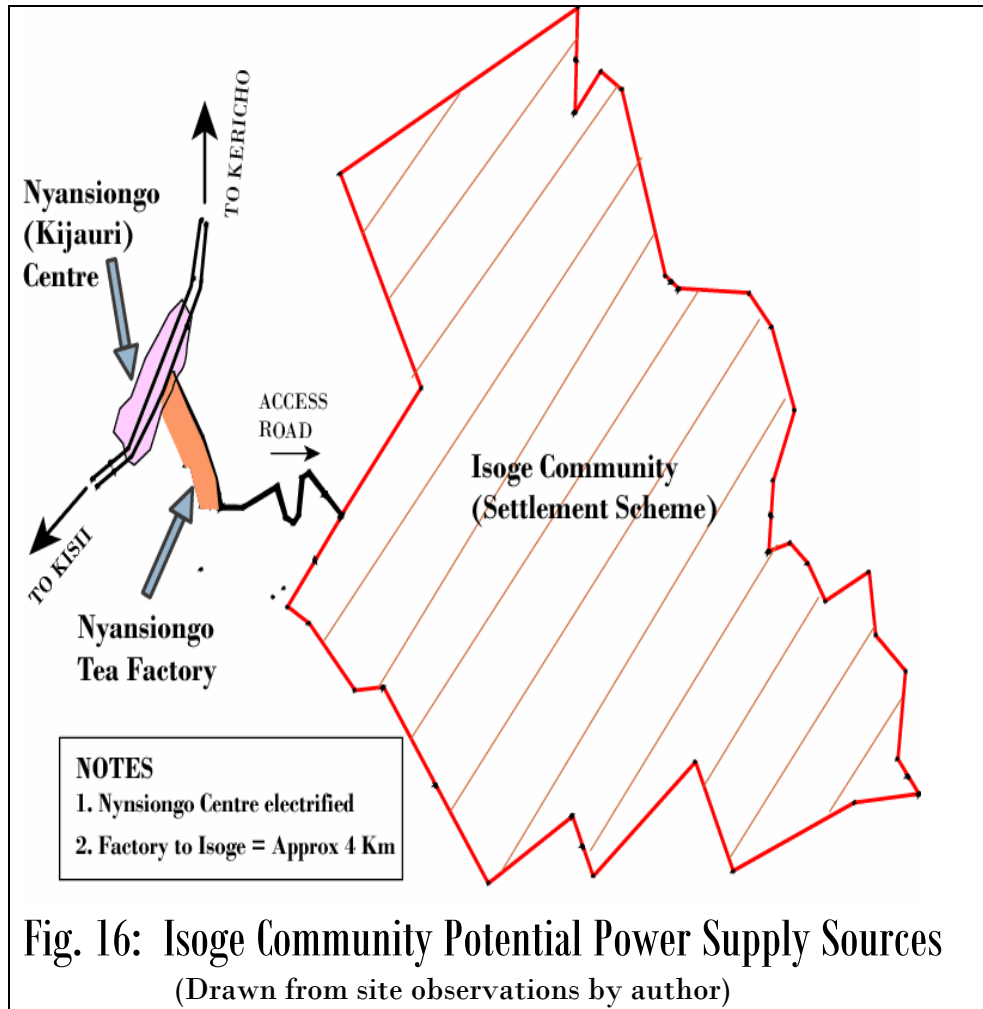 TO KERICHO
Nyansiongo
(Kijauri)
Centre
ACCESS
ROAD
Isoge Community
(Settlement Scheme)
TO KISII
Nyansiongo
Tea Factory
NOTES
1. Nynsiongo Centre electrified
2. Factory to Isoge = Approx 4 Km
Fig. 16: Isoge Community Potential Power Supply Sources
(Drawn from site observations by author)